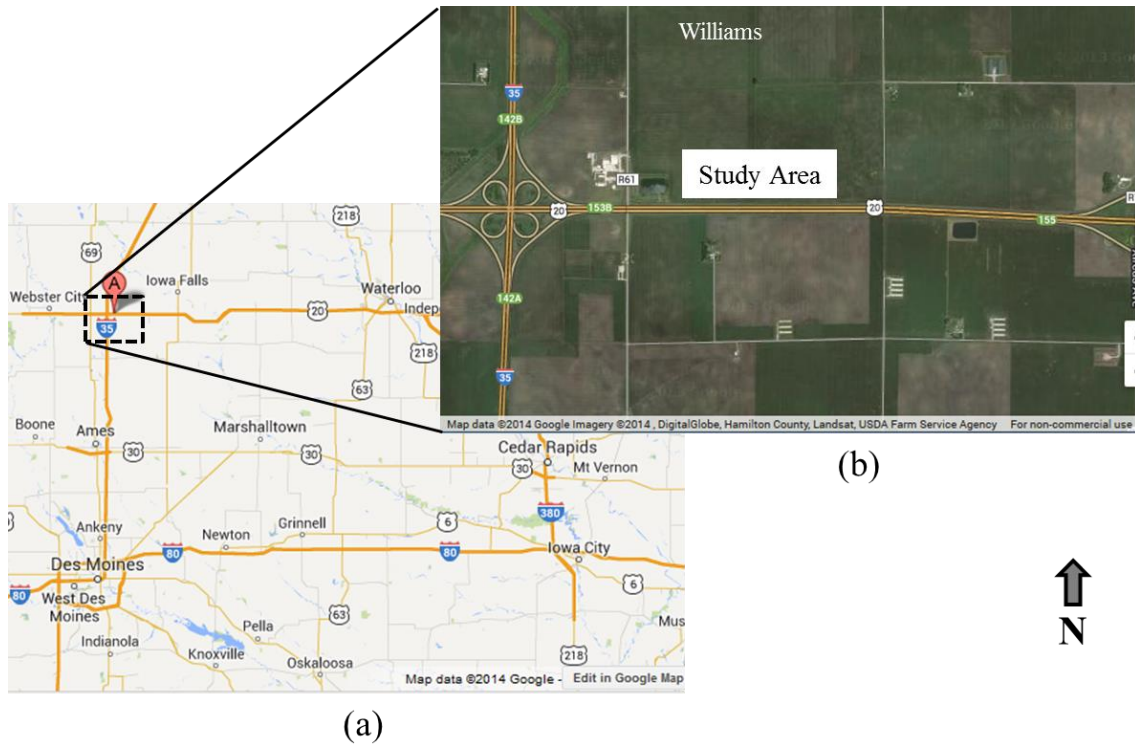 Williams
35
142B
R61
Study Area
20
153B
20
155
R
142A
35
Map data ©2014 Google Imagery ©2014 , DigitalGlobe, Hamilton County, Landsat, USDA Farm Service Agency
For non-commercial use
(b)
218
69
A
Iowa Falls
Webster City
Waterloo
20
Indepe
35
218
63
Boone
Ames
Marshalltown
30
30
Cedar Rapids
30
Mt Vernon
380
Ankeny
Newton
Grinnell
6
80
80
Iowa City
Des Moines
80
West Des
Moines
6
63
Mus
Indianola
Pella
Knoxville
Oskaloosa
218
Map data ©2014 Google -
Edit in Google Map
(a)
N